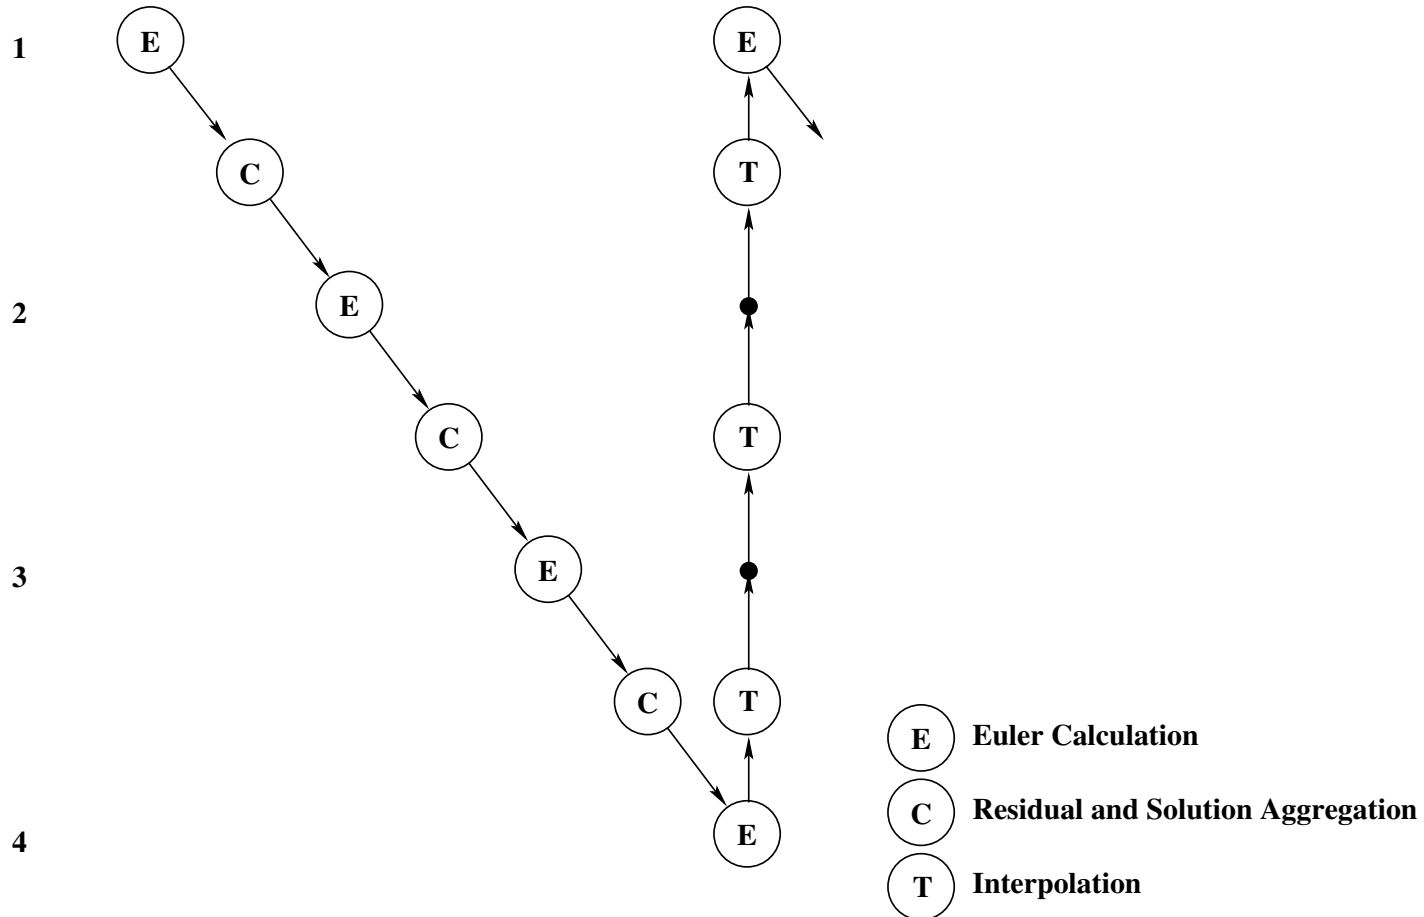 1
E
E
C
T
2
E
C
T
3
E
C
T
4
E
E Euler Calculation
C Residual and Solution Aggregation
T Interpolation